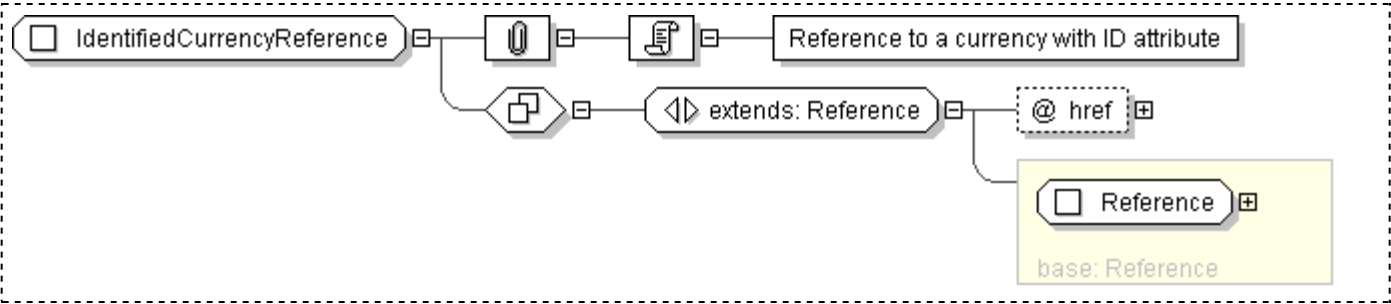 IdentifiedCurrencyReference
Reference to a currency with ID attribute
extends: Reference
@ href
Reference
base: Reference